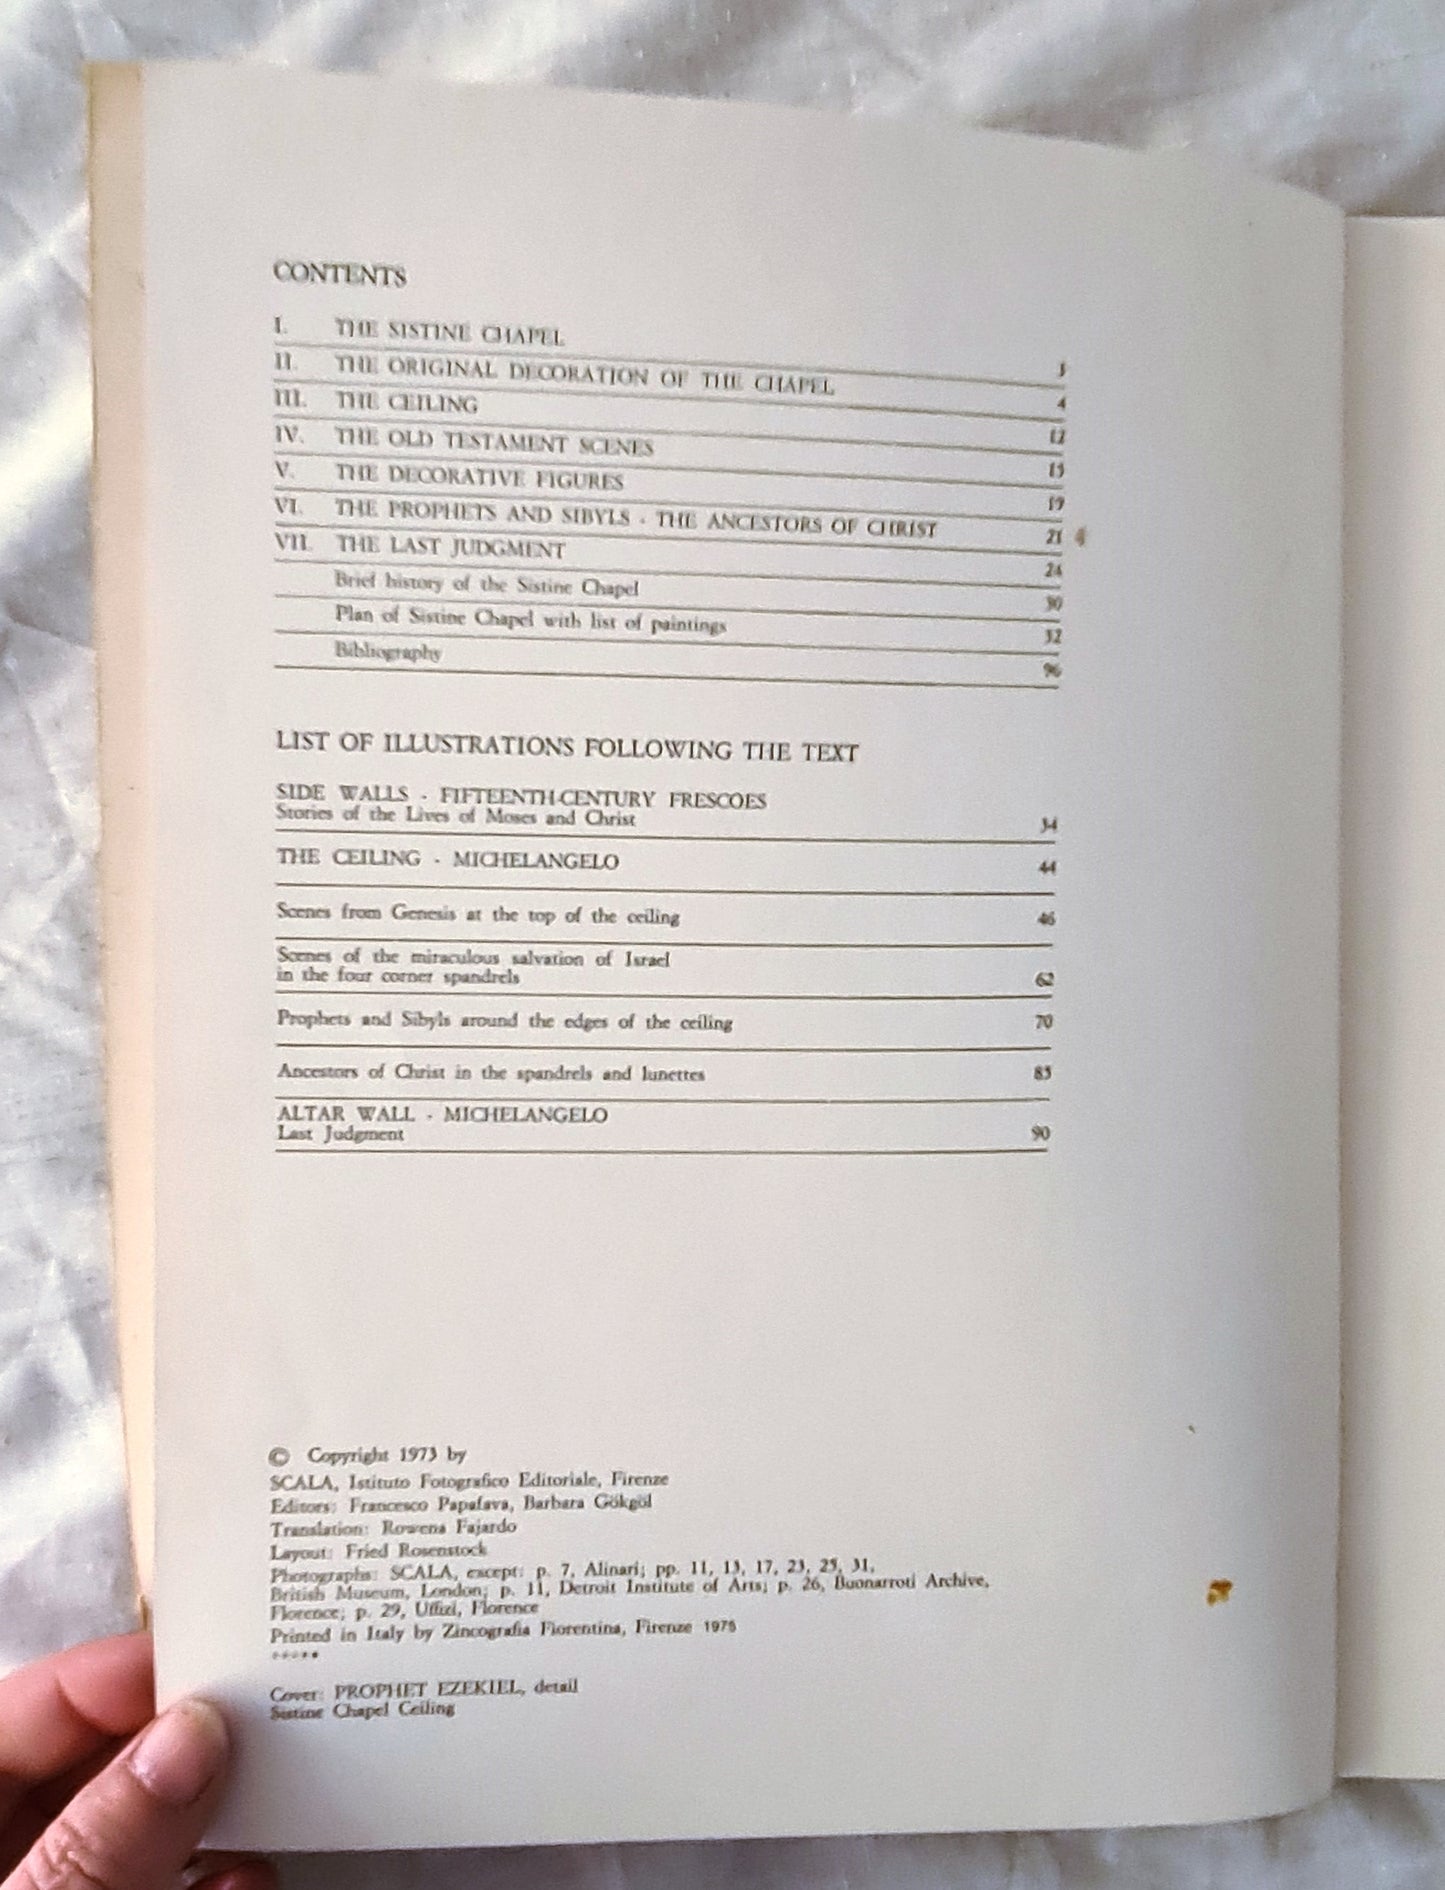 CONTENTS
I. THE SISTINE CHAPEL 3
II. THE ORIGINAL DECORATION OF THE CHAPEL 4
III. THE CEILING 12
IV. THE OLD TESTAMENT SCENES 15
V. THE DECORATIVE FIGURES 19
VI. THE PROPHETS AND SIBYLS - THE ANCESTORS OF CHRIST 21
VII. THE LAST JUDGMENT 24
Brief history of the Sistine Chapel 30
Plan of Sistine Chapel with list of paintings 32
Bibliography 96
LIST OF ILLUSTRATIONS FOLLOWING THE TEXT
SIDE WALLS - FIFTEENTH-CENTURY FRESCOES
Stories of the Lives of Moses and Christ 34
THE CEILING - MICHELANGELO 44
Scenes from Genesis at the top of the ceiling 46
Scenes of the miraculous salvation of Israel
in the four corner spandrels 62
Prophets and Sibyls around the edges of the ceiling 70
Ancestors of Christ in the spandrels and lunettes 85
ALTAR WALL - MICHELANGELO
Last Judgment 90
© Copyright 1973 by
SCALA, Istituto Fotografico Editoriale, Firenze
Editors: Francesco Papafava, Barbara Gökgöl
Translation: Rowena Fajardo
Layout: Fried Rosenstock
Photographs: SCALA, except: p. 7, Alinari; pp. 11, 13, 17, 23, 25, 31,
British Museum, London; p. 11, Detroit Institute of Arts; p. 26, Buonarroti Archive,
Florence; p. 29, Uffizi, Florence
Printed in Italy by Zincografia Fiorentina, Firenze 1975
*****
Cover: PROPHET EZEKIEL, detail
Sistine Chapel Ceiling